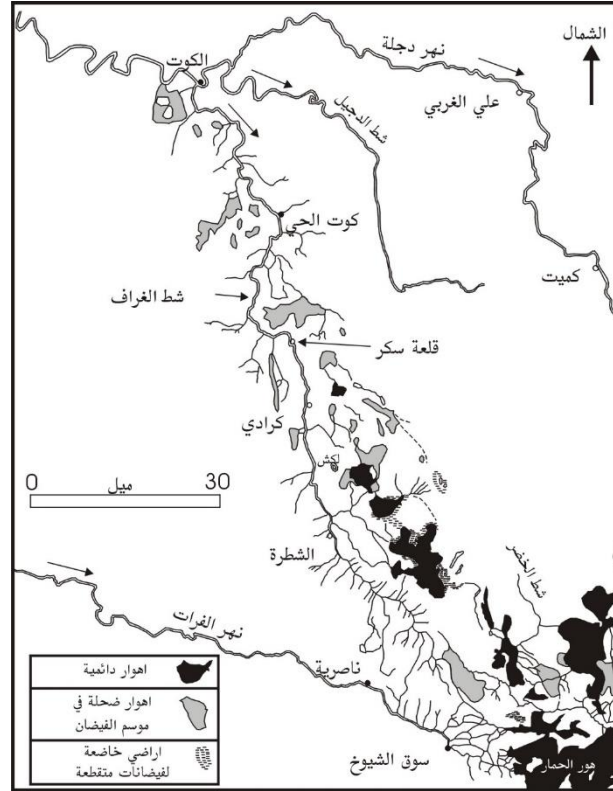 الشمال
نهر دجلة
الكوت
علي الغربي
شط الدجيل
كوت الحي
كميت
شط الغراف
قلعة سكر
كرادي
لكش
0 ميل 30
الشطرة
شط الخضر
نهر الفرات
ناصرية
سوق الشيوخ
هور الحمار
اهوار دائمية
اهوار ضحلة في
موسم الفيضان
اراضي خاضعة
لفيضانات متقطعة